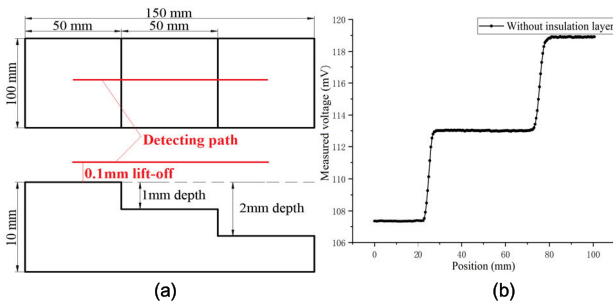 150 mm
50 mm
50 mm
100 mm
Detecting path
0.1mm lift-off
1mm depth
2mm depth
10 mm
(a)
Without insulation layer
Measured voltage (mV)
120
118
116
114
112
110
108
106
0
20
40
60
80
100
Position (mm)
(b)